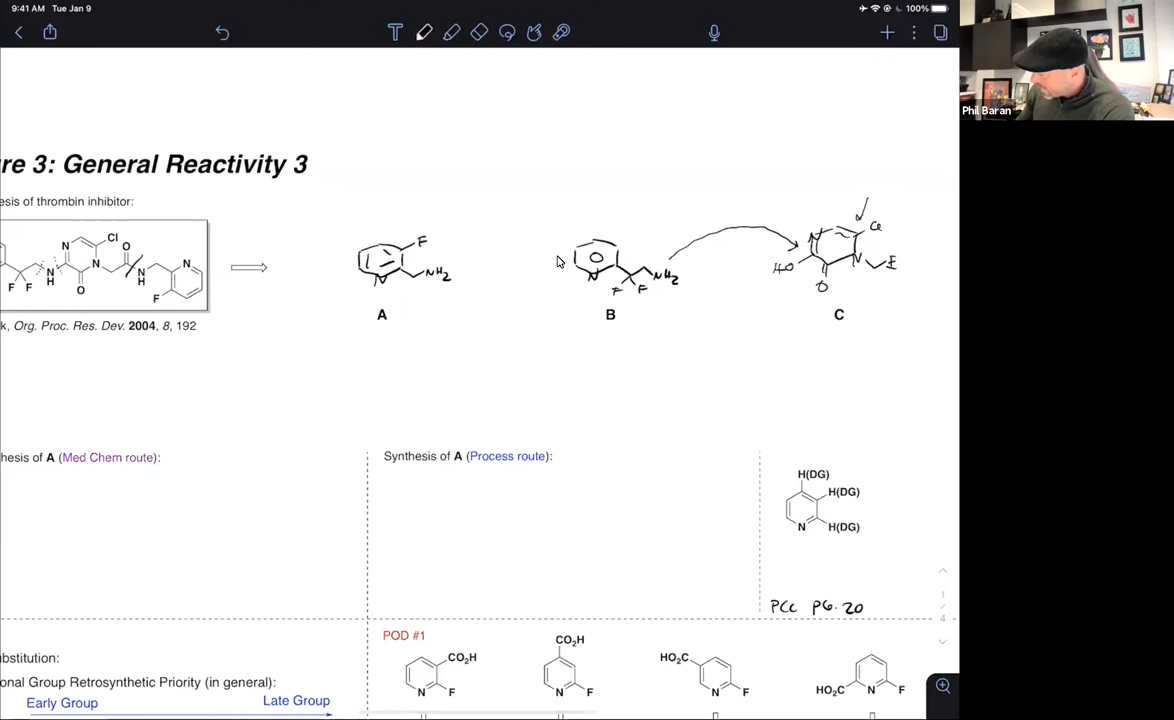 9:41 AM Tue Jan 9
100%
Phil Baran
re 3: General Reactivity 3
esis of thrombin inhibitor:
N
Cl
N
O
O
N
H
F F
N
H
N
F
k, Org. Proc. Res. Dev. 2004, 8, 192
F
N
NH2
A
N
F F
NH2
B
N
Cl
HO
N
E
O
C
hesis of A (Med Chem route):
Synthesis of A (Process route):
H(DG)
H(DG)
N
H(DG)
PCC PG. 20
1
/
4
POD #1
ubstitution:
onal Group Retrosynthetic Priority (in general):
Early Group
Late Group
CO2H
N
F
CO2H
N
F
HO2C
N
F
HO2C
N
F